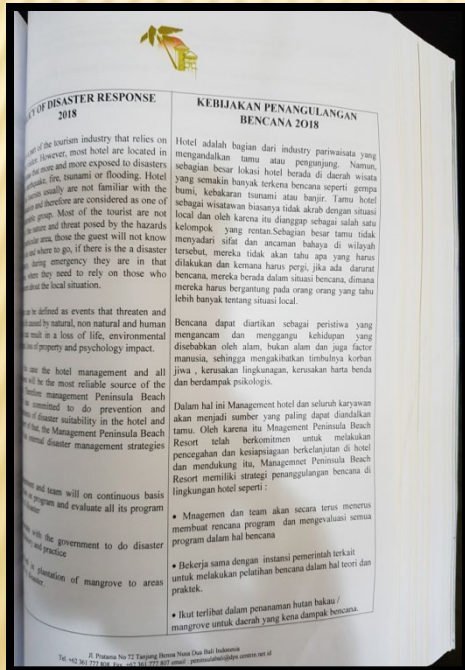 OF DISASTER RESPONSE
2018
of the tourism industry that relies on
However, most hotel are located in
that more and more exposed to disasters
fire, tsunami or flooding. Hotel
usually are not familiar with the
and therefore are considered as one of
group. Most of the tourist are not
nature and threat posed by the hazards
area, those the guest will not know
and where to go, if there is the a disaster
during emergency they are in that
where they need to rely on those who
about the local situation.
be defined as events that threaten and
caused by natural, non natural and human
result in a loss of life, environmental
loss of property and psychology impact.
case the hotel management and all
will be the most reliable source of the
Therefore management Peninsula Beach
committed to do prevention and
of disaster suitability in the hotel and
of that, the Management Peninsula Beach
internal disaster management strategies
and team will on continuous basis
program and evaluate all its program
with the government to do disaster
and practice
plantation of mangrove to areas
disaster.
KEBIJAKAN PENANGULANGAN
BENCANA 2O18
Hotel adalah bagian dari industry pariwaisata yang
mengandalkan tamu atau pengunjung. Namun,
sebagian besar lokasi hotel berada di daerah wisata
yang semakin banyak terkena bencana seperti gempa
bumi, kebakaran tsunami atau banjir. Tamu hotel
sebagai wisatawan biasanya tidak akrab dengan situasi
local dan oleh karena itu dianggap sebagai salah satu
kelompok yang rentan.Sebagian besar tamu tidak
menyadari sifat dan ancaman bahaya di wilayah
tersebut, mereka tidak akan tahu apa yang harus
dilakukan dan kemana harus pergi, jika ada darurat
bencana, mereka berada dalam situasi bencana, dimana
mereka harus bergantung pada orang orang yang tahu
lebih banyak tentang situasi local.
Bencana dapat diartikan sebagai peristiwa yang
mengancam dan menggangu kehidupan yang
disebabkan oleh alam, bukan alam dan juga factor
manusia, sehingga mengakibatkan timbulnya korban
jiwa , kerusakan lingkunagan, kerusakan harta benda
dan berdampak psikologis.
Dalam hal ini Management hotel dan seluruh karyawan
akan menjadi sumber yang paling dapat diandalkan
tamu. Oleh karena itu Mnagement Peninsula Beach
Resort telah berkomitmen untuk melakukan
pencegahan dan kesiapsiagaan berkelanjutan di hotel
dan mendukung itu, Magemnet Peninsula Beach
Resort memiliki strategi penanggulangan bencana di
lingkungan hotel seperti :
• Mnagemen dan team akan secara terus menerus
membuat rencana program dan mengevaluasi semua
program dalam hal bencana
• Bekerja sama dengan instansi pemerintah terkait
untuk melakukan pelatihan bencana dalam hal teori dan
praktek.
• Ikut terlibat dalam penanaman hutan bakau /
mangrove untuk daerah yang kena dampak bencana.
Jl. Pratama No 72 Tanjung Benoa Nusa Dua Bali Indonesia
Tel. +62 361 777 808, Fax. +62 361 777 807 email :